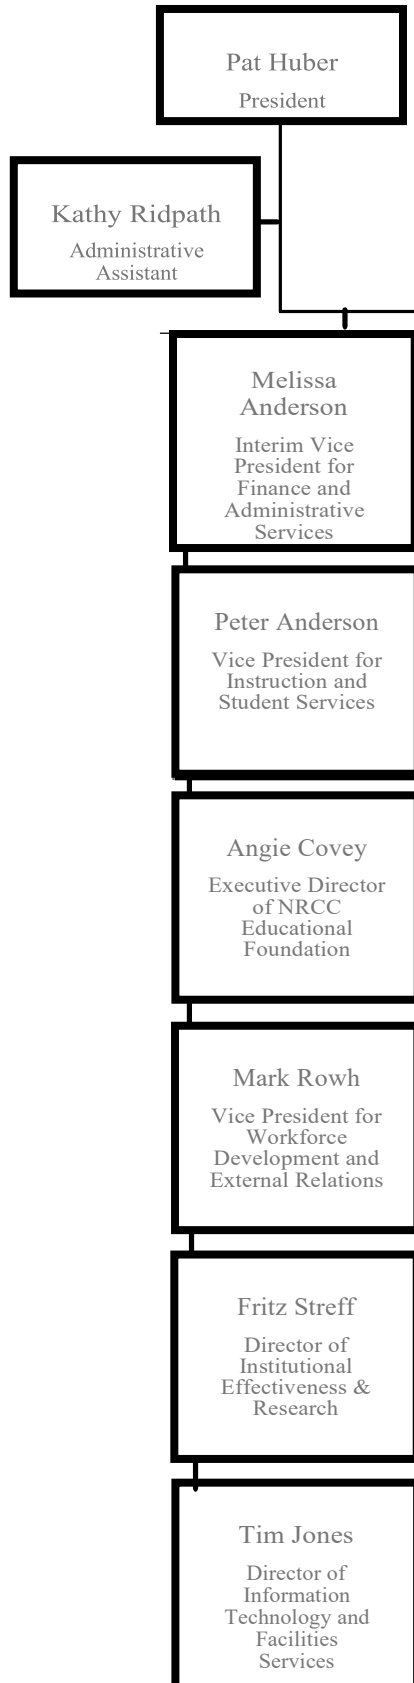 Pat Huber
President
Kathy Ridpath
Administrative
Assistant
Melissa
Anderson
Interim Vice
President for
Finance and
Administrative
Services
Peter Anderson
Vice President for
Instruction and
Student Services
Angie Covey
Executive Director
of NRCC
Educational
Foundation
Mark Rowh
Vice President for
Workforce
Development and
External Relations
Fritz Streff
Director of
Institutional
Effectiveness &
Research
Tim Jones
Director of
Information
Technology and
Facilities
Services